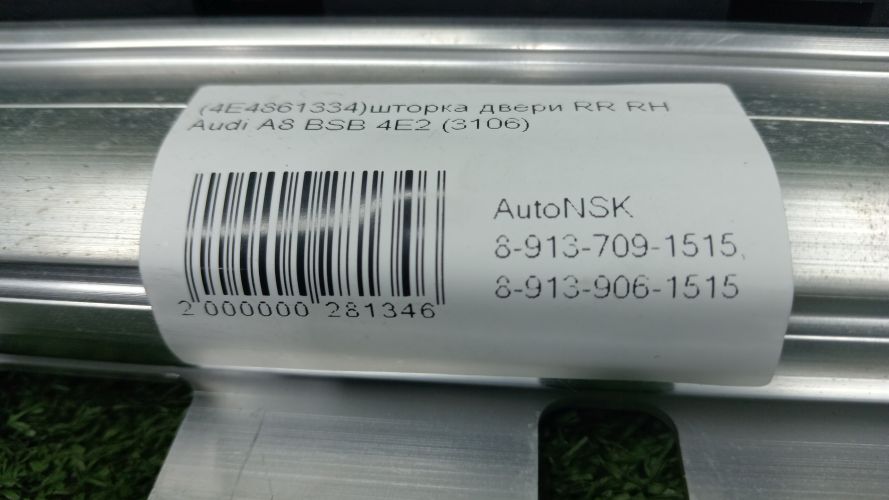 (4E4861334)шторка двери RR RH
Audi A8 BSB 4E2 (3106)
AutoNSK
8-913-709-1515,
8-913-906-1515
2 000000 281346